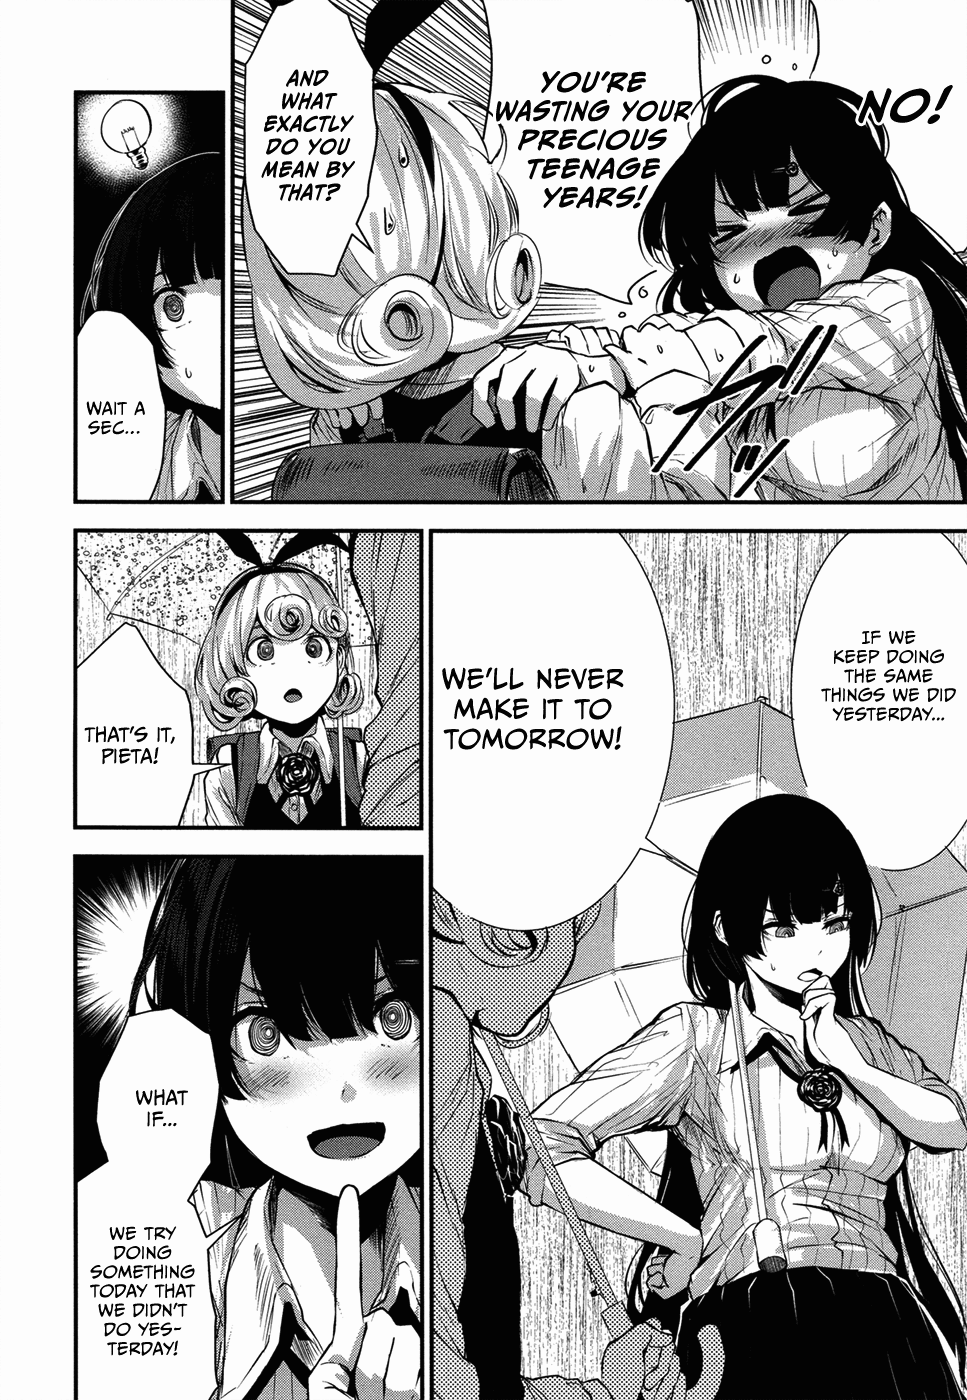 NO!
YOU'RE
WASTING YOUR
PRECIOUS
TEENAGE
YEARS!
AND
WHAT
EXACTLY
DO YOU
MEAN BY
THAT?
WAIT A
SEC...
IF WE
KEEP DOING
THE SAME
THINGS WE DID
YESTERDAY...
WE'LL NEVER
MAKE IT TO
TOMORROW!
THAT'S IT,
PIETA!
WHAT
IF...
WE TRY
DOING
SOMETHING
TODAY THAT
WE DIDN'T
DO YES-
TERDAY!